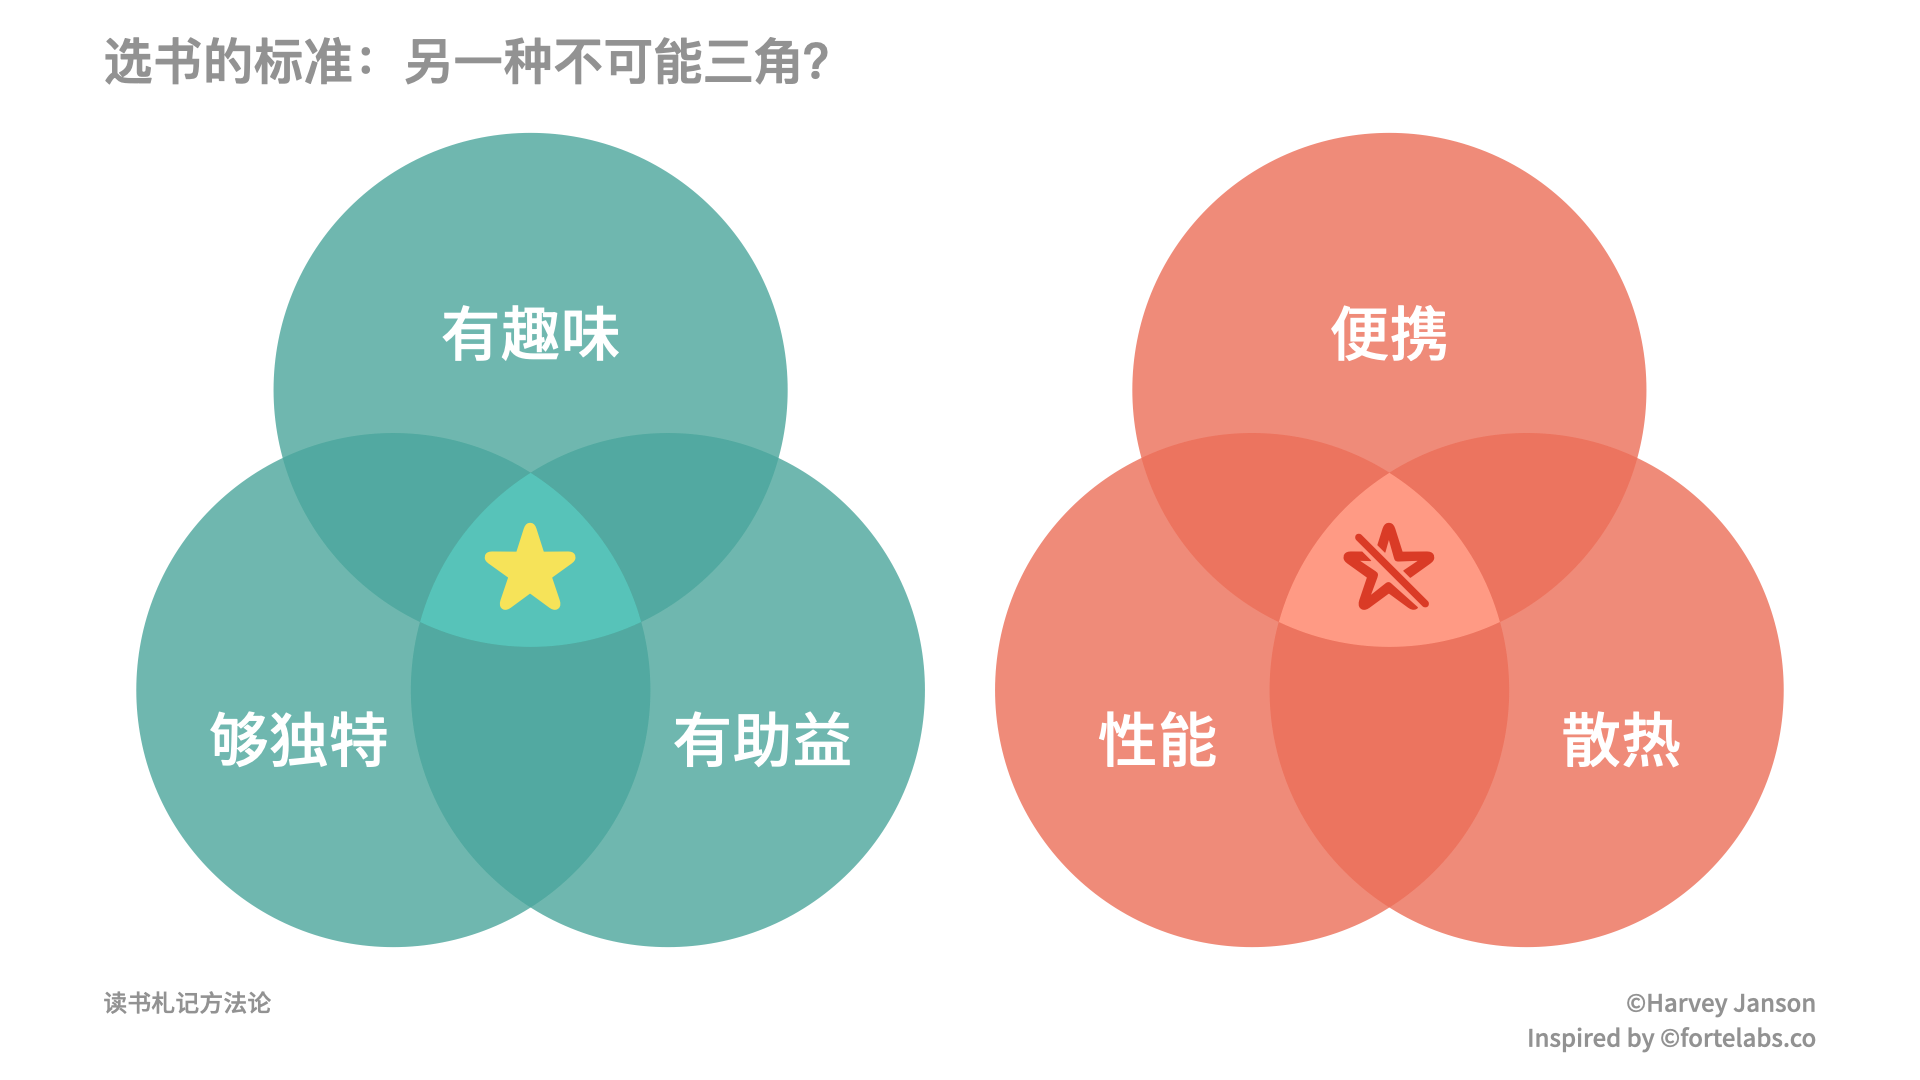 选书的标准：另一种不可能三角？
有趣味
够独特
有助益
便携
性能
散热
读书札记方法论
©Harvey Janson
Inspired by ©fortelabs.co